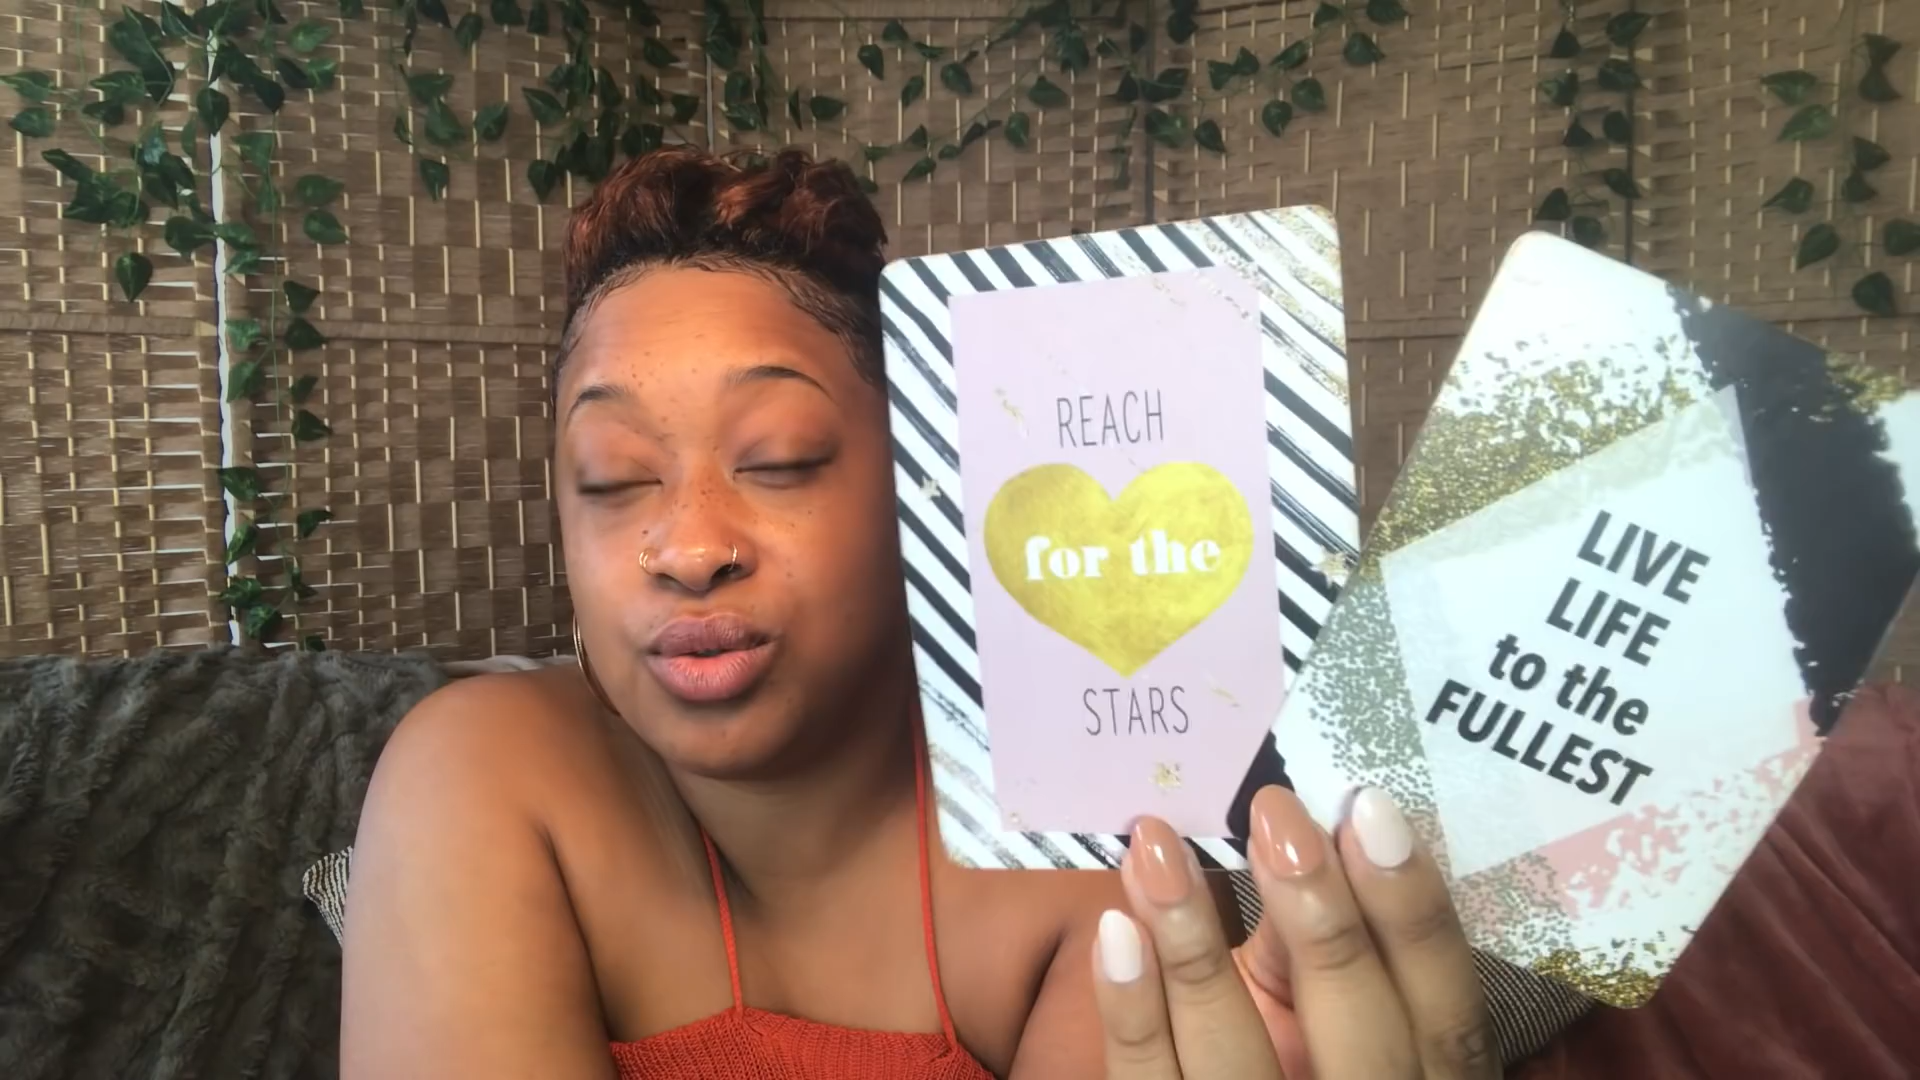 REACH
for the
STARS
LIVE
LIFE
to the
FULLEST